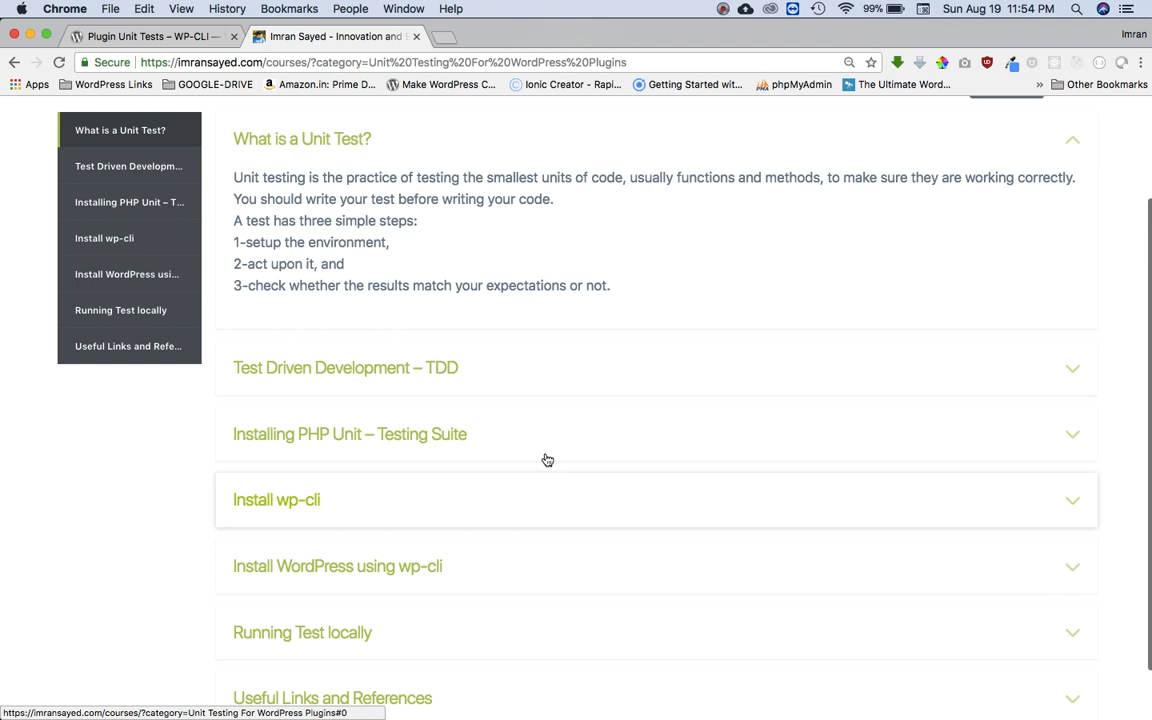 Chrome File Edit View History Bookmarks People Window Help 99% Sun Aug 19 11:54 PM
Plugin Unit Tests – WP-CLI — Imran Sayed - Innovation and E Imran
Secure https://imransayed.com/courses/?category=Unit%20Testing%20For%20WordPress%20Plugins
Apps WordPress Links GOOGLE-DRIVE Amazon.in: Prime D... Make WordPress C... Ionic Creator - Rapi... Getting Started wit... phpMyAdmin The Ultimate Word... » Other Bookmarks
What is a Unit Test?
Test Driven Developm...
Installing PHP Unit – T...
Install wp-cli
Install WordPress usi...
Running Test locally
Useful Links and Refe...
What is a Unit Test?
Unit testing is the practice of testing the smallest units of code, usually functions and methods, to make sure they are working correctly.
You should write your test before writing your code.
A test has three simple steps:
1-setup the environment,
2-act upon it, and
3-check whether the results match your expectations or not.
Test Driven Development – TDD
Installing PHP Unit – Testing Suite
Install wp-cli
Install WordPress using wp-cli
Running Test locally
Useful Links and References
https://imransayed.com/courses/?category=Unit Testing For WordPress Plugins#0